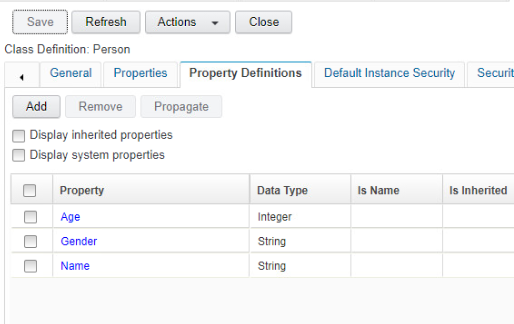 Save Refresh Actions Close
Class Definition: Person
General Properties Property Definitions Default Instance Security Securit
Add Remove Propagate
Display inherited properties
Display system properties
Property Data Type Is Name Is Inherited
Age Integer
Gender String
Name String